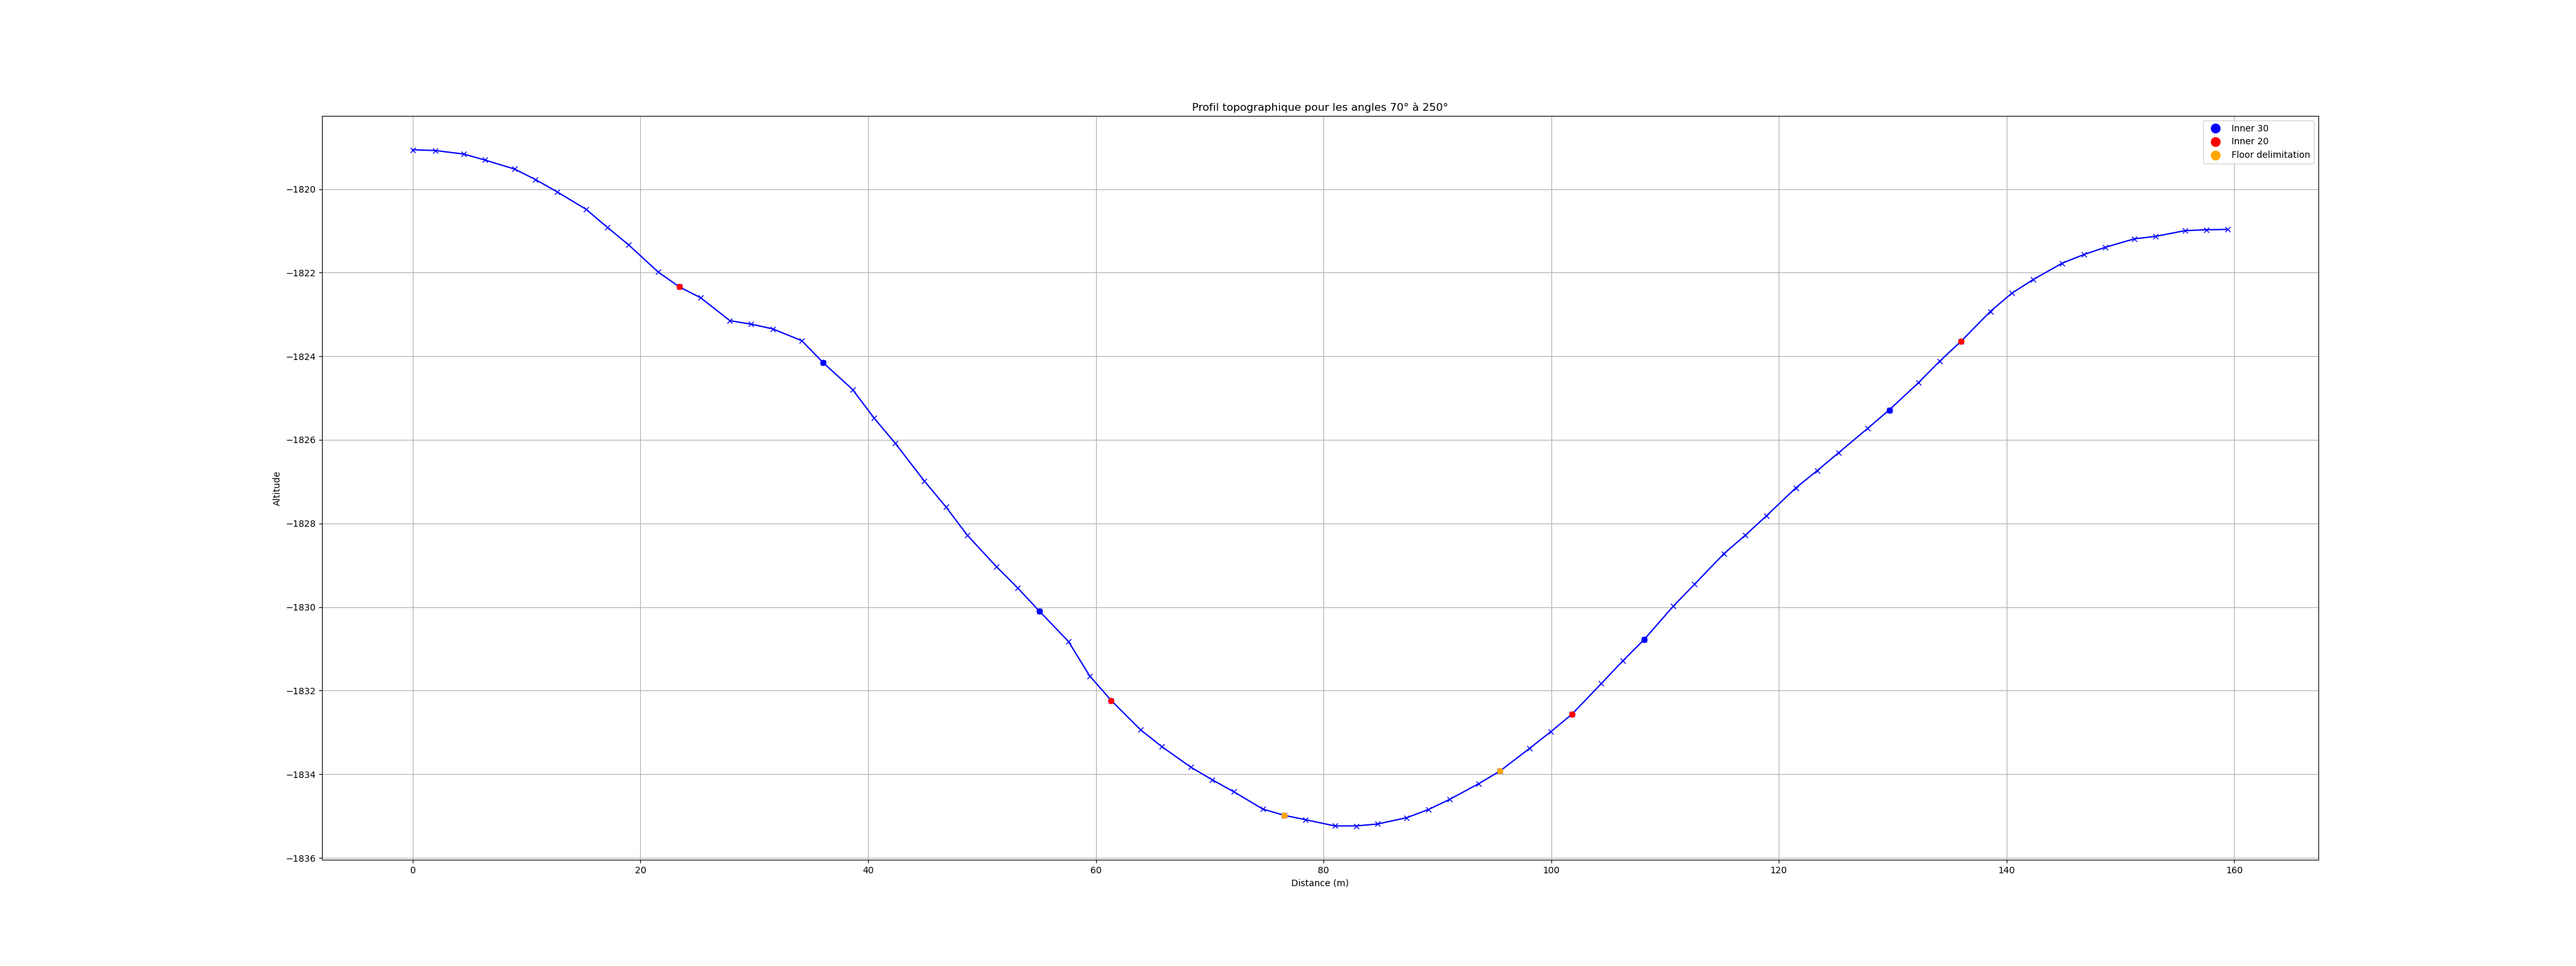 Profil topographique pour les angles 70° à 250°
Inner 30
Inner 20
Floor delimitation
−1820
−1822
−1824
−1826
−1828
−1830
−1832
−1834
−1836
Altitude
0 20 40 60 80 100 120 140 160
Distance (m)